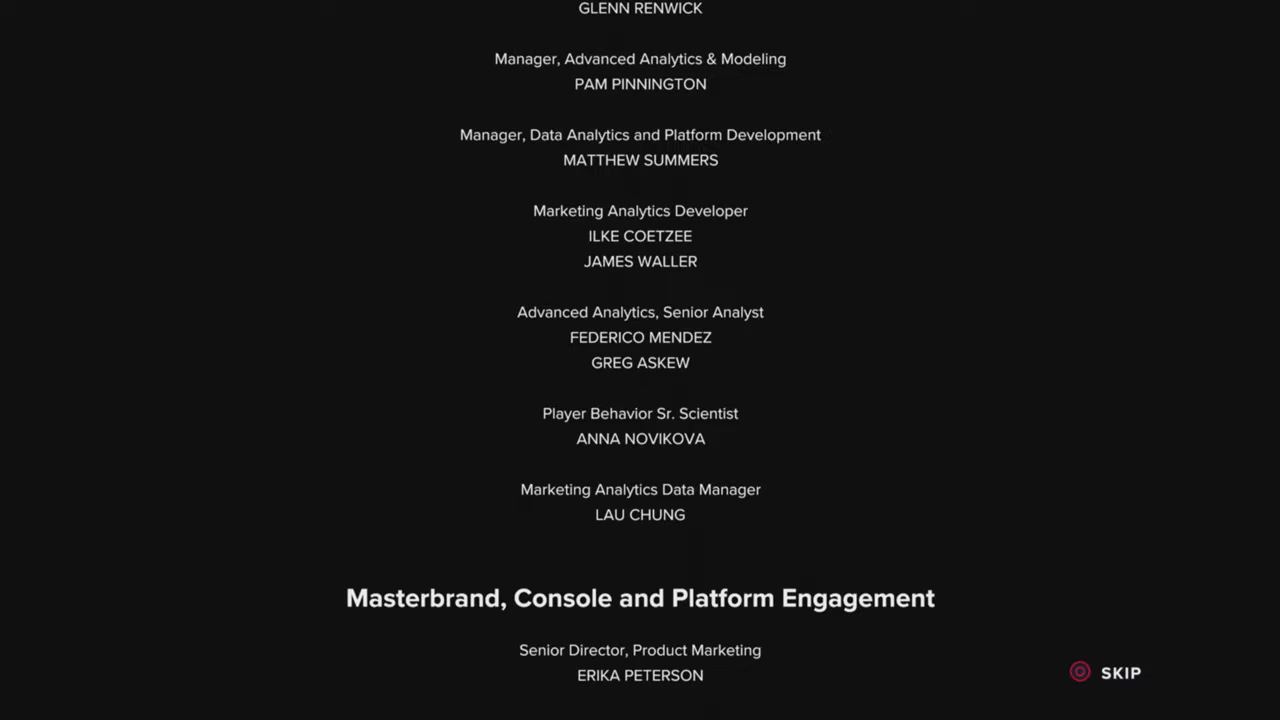 GLENN RENWICK
Manager, Advanced Analytics & Modeling
PAM PINNINGTON
Manager, Data Analytics and Platform Development
MATTHEW SUMMERS
Marketing Analytics Developer
ILKE COETZEE
JAMES WALLER
Advanced Analytics, Senior Analyst
FEDERICO MENDEZ
GREG ASKEW
Player Behavior Sr. Scientist
ANNA NOVIKOVA
Marketing Analytics Data Manager
LAU CHUNG
Masterbrand, Console and Platform Engagement
Senior Director, Product Marketing
ERIKA PETERSON
SKIP